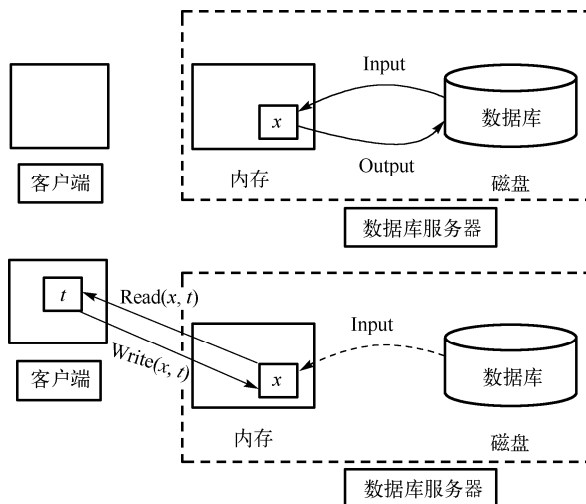 Input
x
数据库
Output
客户端
内存
磁盘
数据库服务器
t
Read(x, t)
Write(x, t)
Input
x
数据库
客户端
内存
磁盘
数据库服务器